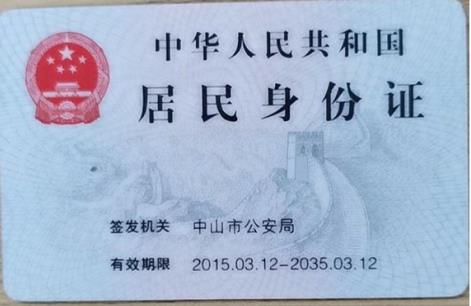 中华人民共和国
居民身份证
签发机关 中山市公安局
有效期限 2015.03.12-2035.03.12